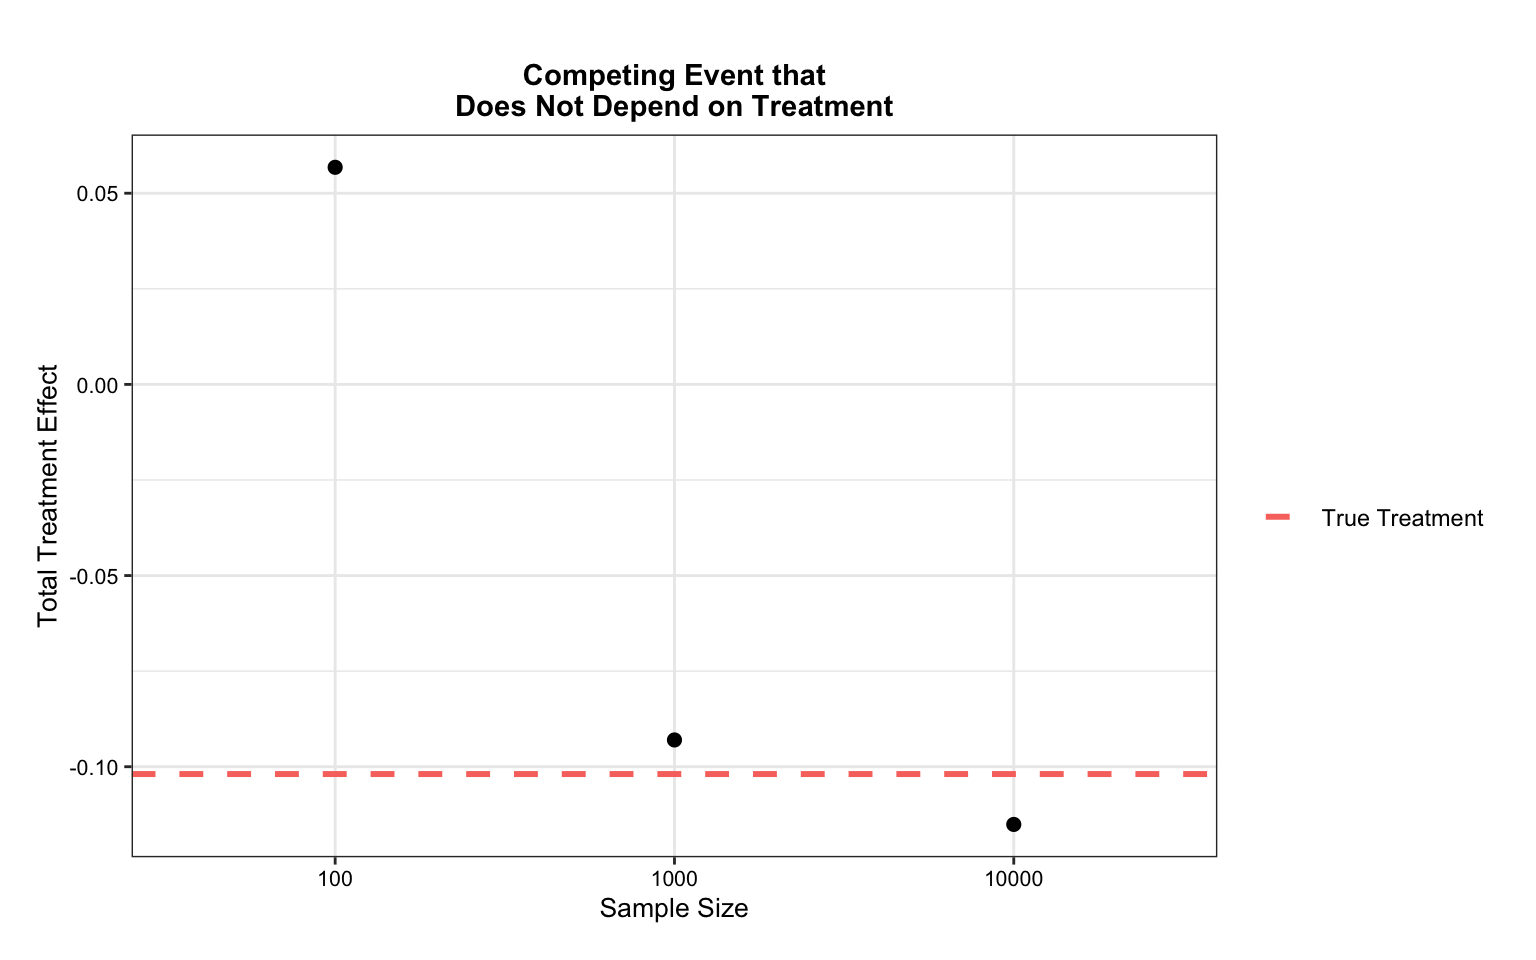 Competing Event that
Does Not Depend on Treatment
0.05
0.00
-0.05
-0.10
Total Treatment Effect
100
1000
10000
Sample Size
True Treatment